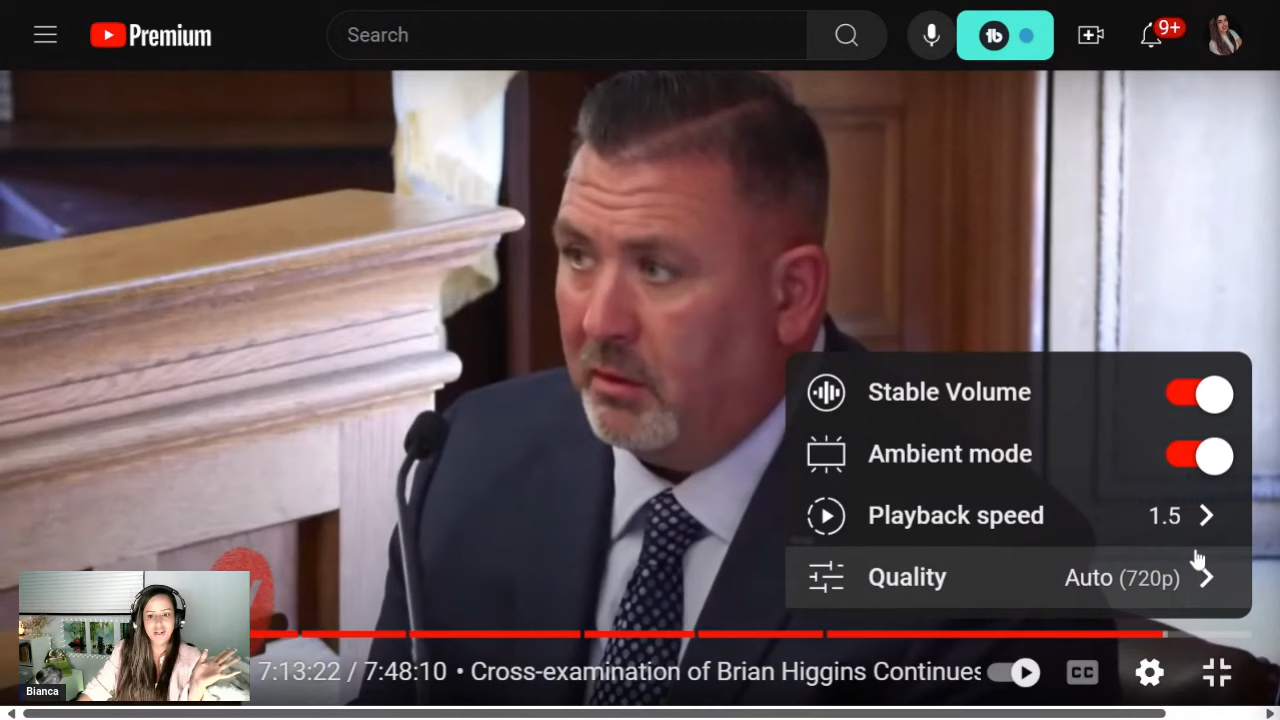 Premium
Search
9+
Stable Volume
Ambient mode
Playback speed 1.5
Quality Auto (720p)
7:13:22 / 7:48:10 • Cross-examination of Brian Higgins Continues
CC
Bianca